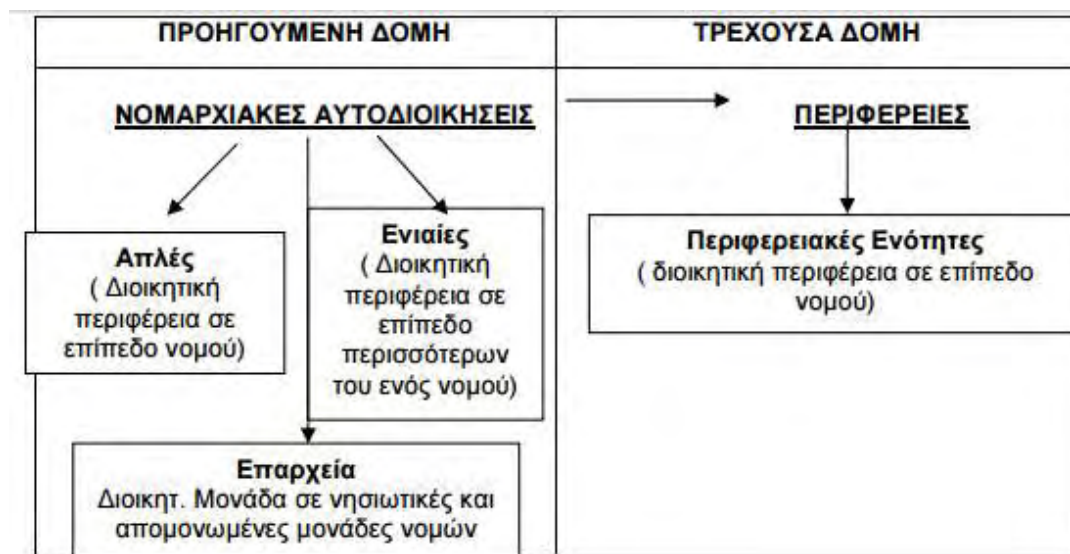 ΠΡΟΗΓΟΥΜΕΝΗ ΔΟΜΗ
ΤΡΕΧΟΥΣΑ ΔΟΜΗ
ΝΟΜΑΡΧΙΑΚΕΣ ΑΥΤΟΔΙΟΙΚΗΣΕΙΣ
ΠΕΡΙΦΕΡΕΙΕΣ
Απλές
( Διοικητική
περιφέρεια σε
επίπεδο νομού)
Ενιαίες
( Διοικητική
περιφέρεια σε
επίπεδο
περισσότερων
του ενός νομού)
Επαρχεία
Διοικητ. Μονάδα σε νησιωτικές και
απομονωμένες μονάδες νομών
Περιφερειακές Ενότητες
( διοικητική περιφέρεια σε επίπεδο
νομού)